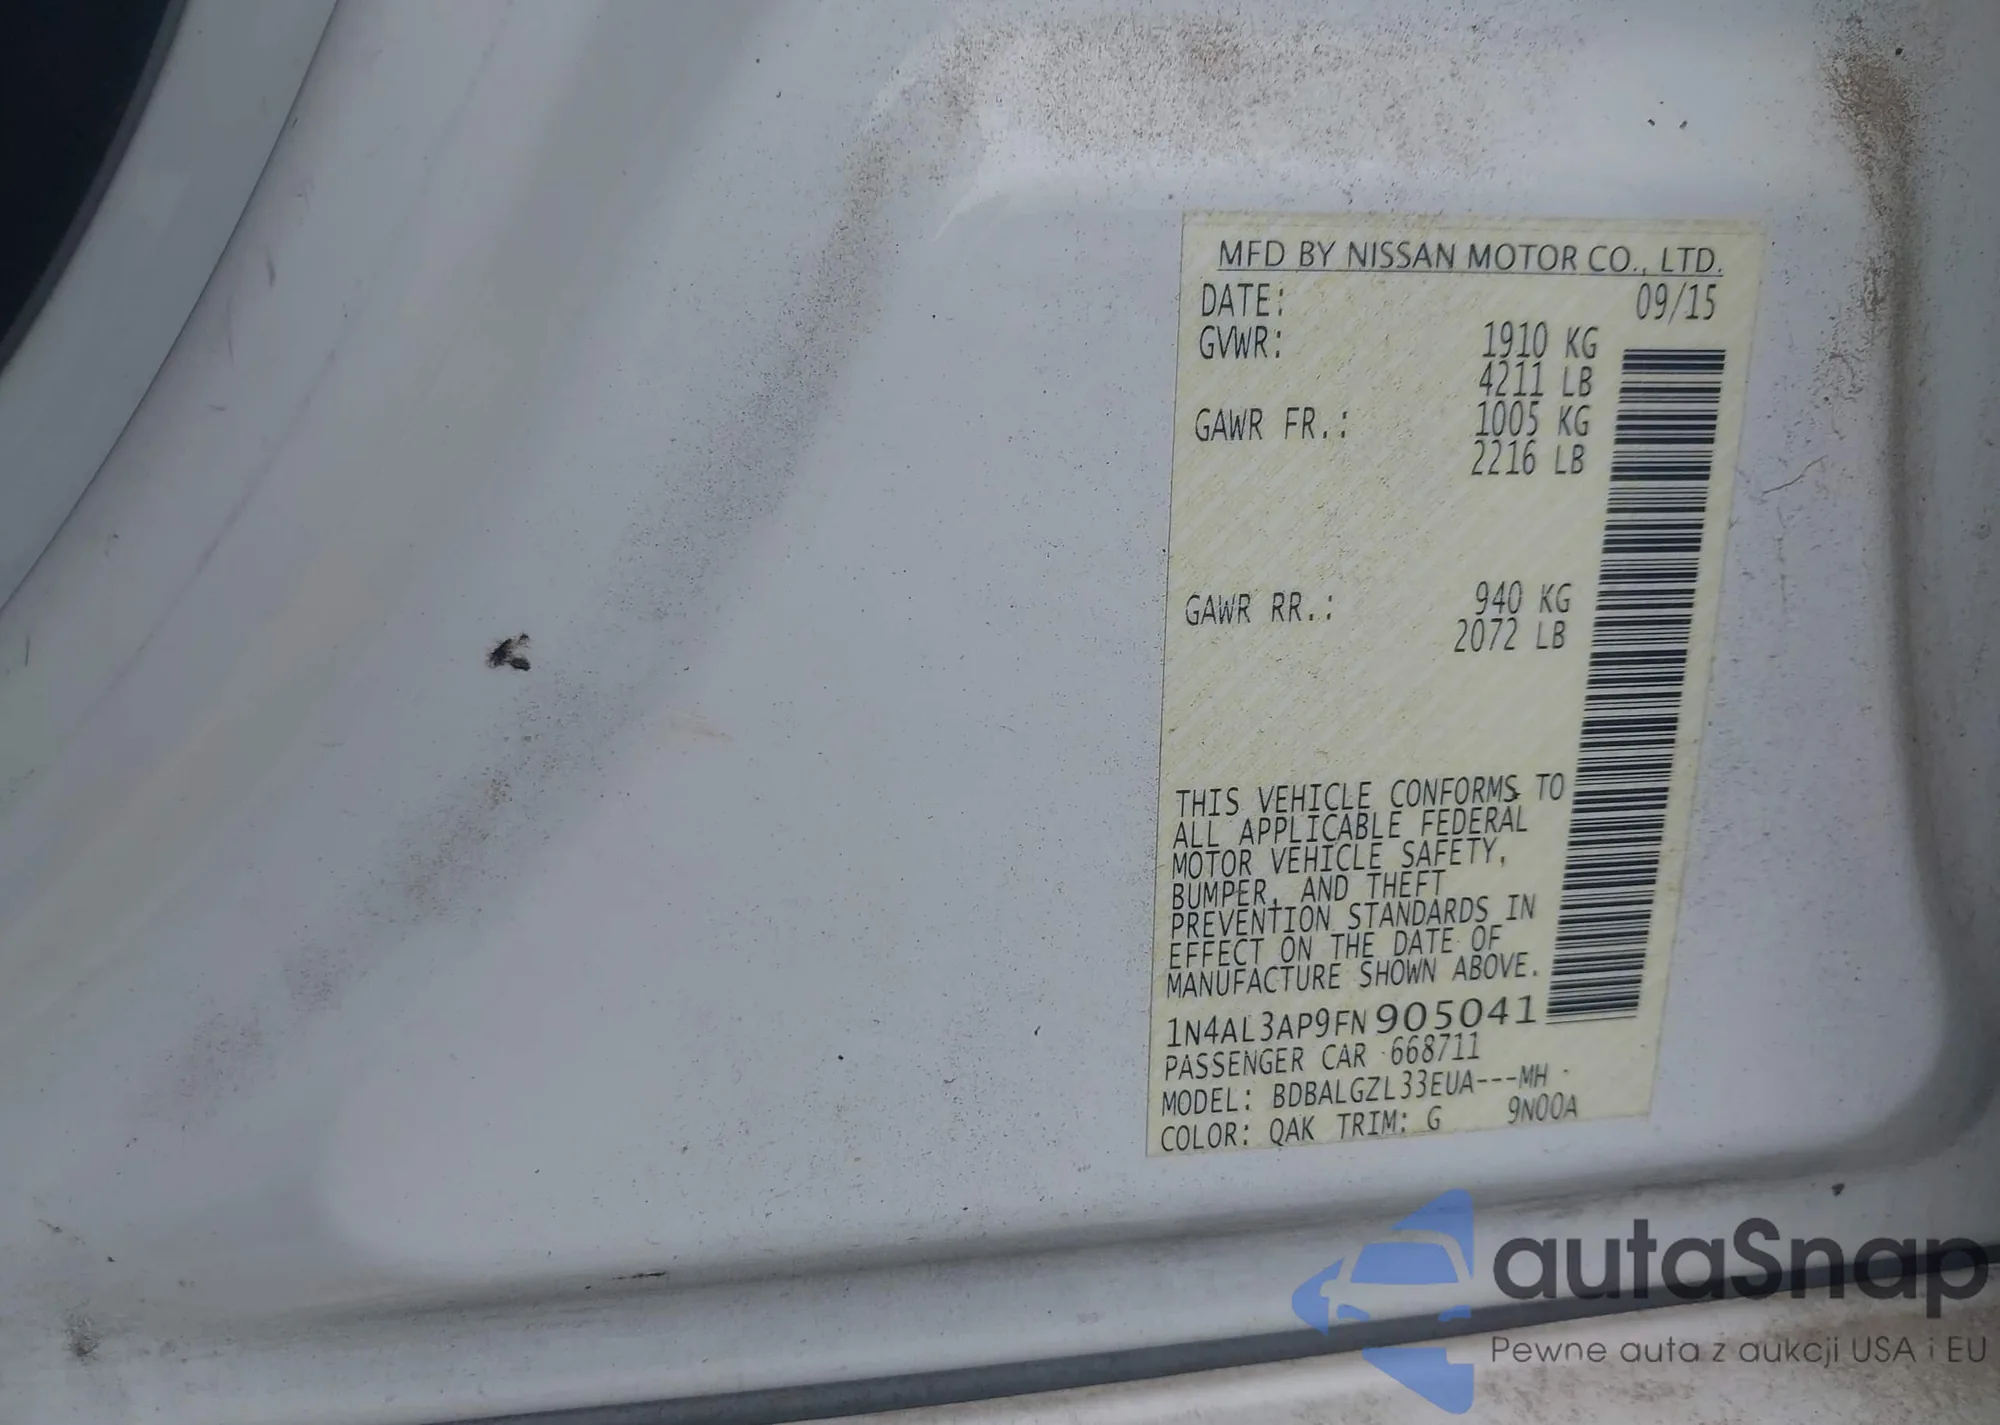 MFD BY NISSAN MOTOR CO., LTD.
DATE: 09/15
GVWR: 1910 KG
4211 LB
GAWR FR.: 1005 KG
2216 LB
GAWR RR.: 940 KG
2072 LB
THIS VEHICLE CONFORMS TO
ALL APPLICABLE FEDERAL
MOTOR VEHICLE SAFETY,
BUMPER, AND THEFT
PREVENTION STANDARDS IN
EFFECT ON THE DATE OF
MANUFACTURE SHOWN ABOVE.
1N4AL3AP9FN905041
PASSENGER CAR 668711
MODEL: BDBALGZL33EUA---MH
COLOR: QAK TRIM: G 9N00A
autaSnap
Pewne auta z aukcji USA i EU